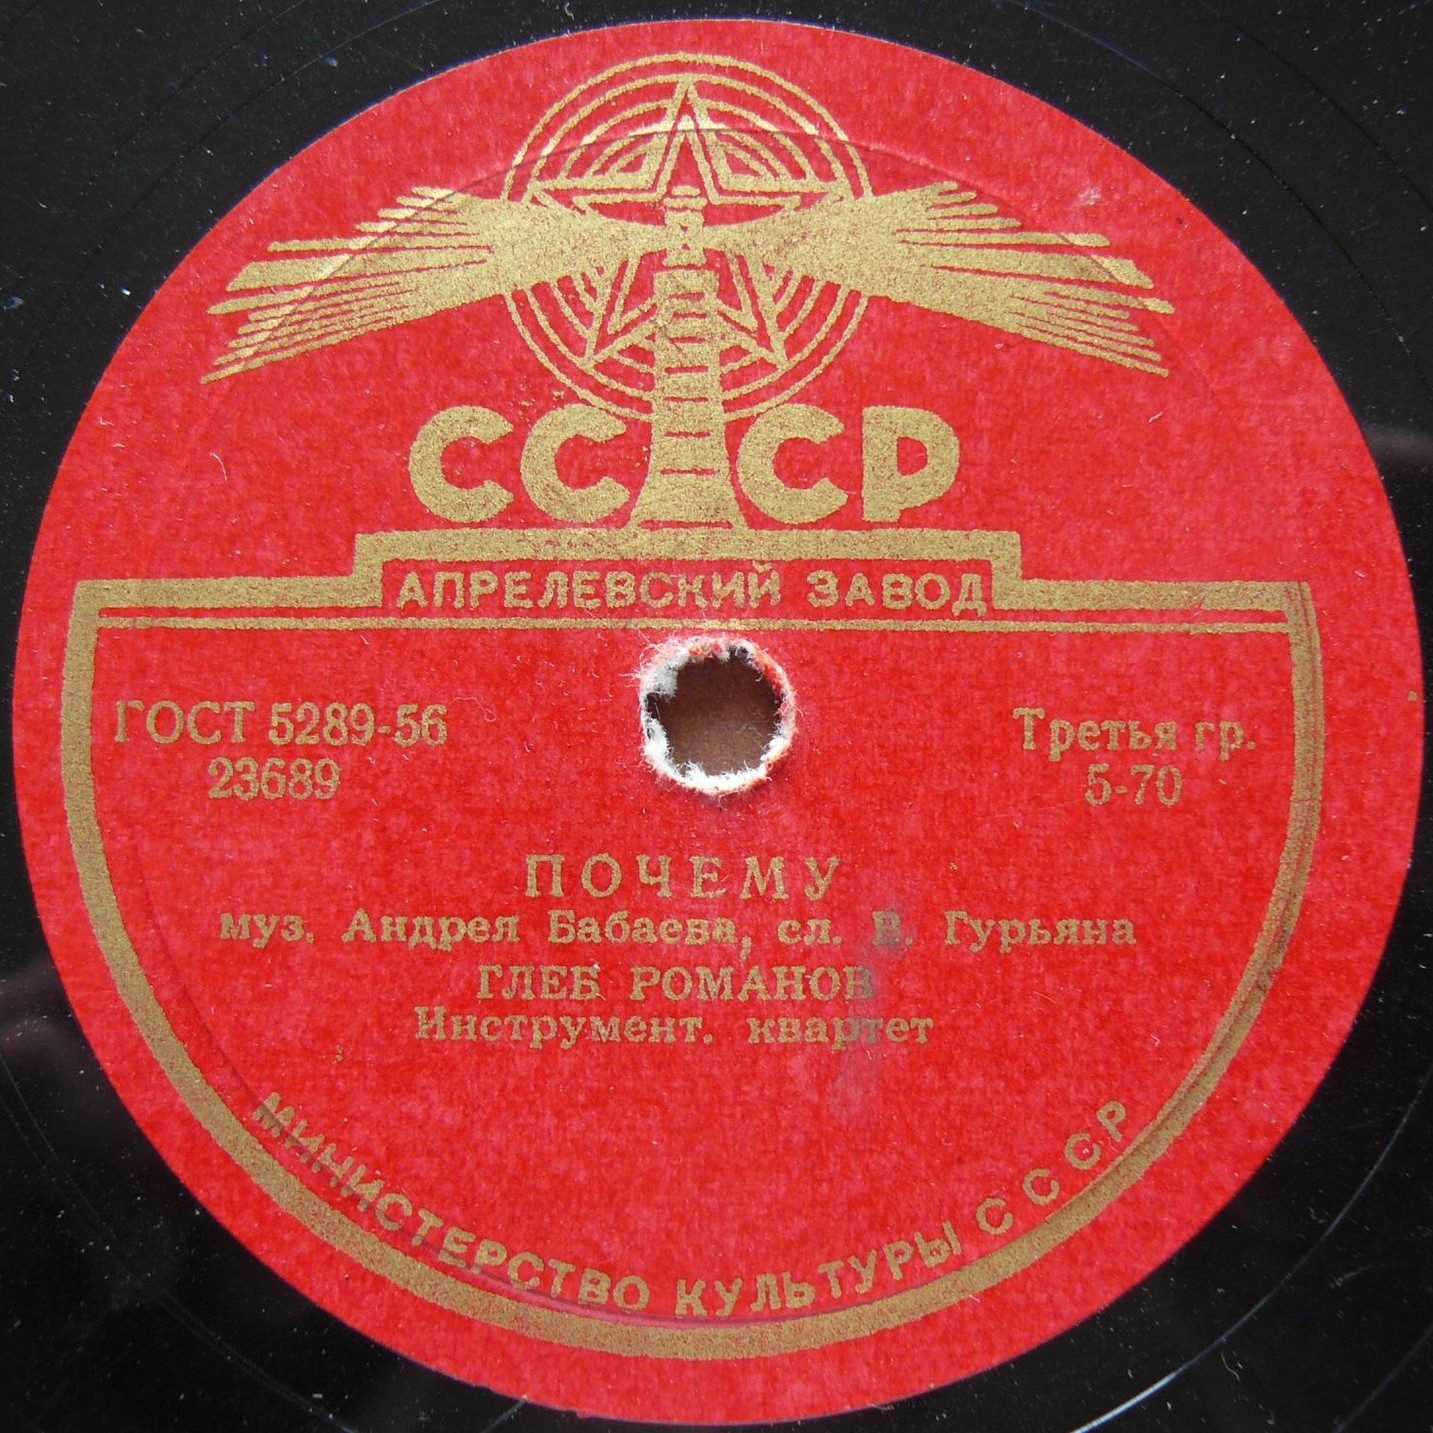 СССР
АПРЕЛЕВСКИЙ ЗАВОД
ГОСТ 5289-56
23689
Третья гр.
5-70
ПОЧЕМУ
муз. Андрел Бабаева, сл. В. Гурьяна
ГЛЕБ РОМАНОВ
Инструмент. квартет
МИНИСТЕРСТВО КУЛЬТУРЫ СССР